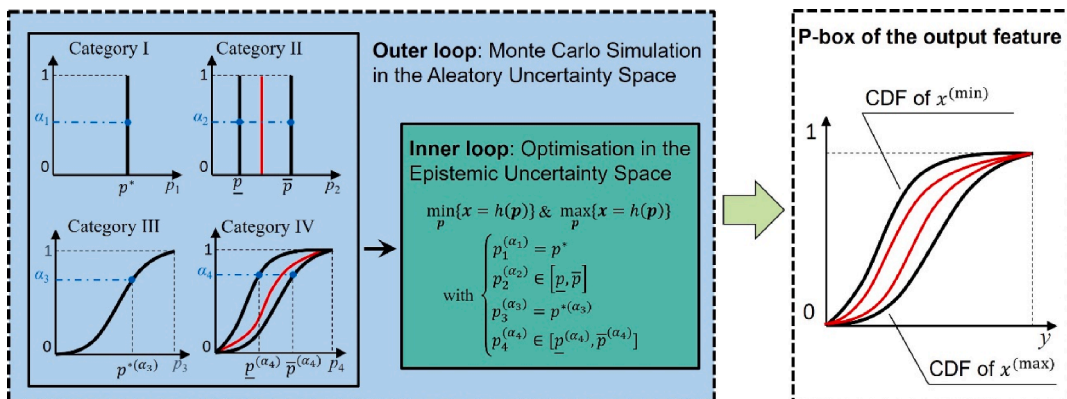 Category I
1
α₁
0
p* p₁
Category II
1
α₂
0
p̲ p̅ p₂
Category III
1
α₃
0
p*⁽ᵅ³⁾ p₃
Category IV
1
α₄
0
p̲⁽ᵅ⁴⁾ p̅⁽ᵅ⁴⁾ p₄
Outer loop: Monte Carlo Simulation
in the Aleatory Uncertainty Space
Inner loop: Optimisation in the
Epistemic Uncertainty Space
min{x = h(p)} & max{x = h(p)}
p p
with
p₁^(α₁) = p*
p₂^(α₂) ∈ [p̲, p̅]
p₃^(α₃) = p*^(α₃)
p₄^(α₄) ∈ [p̲^(α₄), p̅^(α₄)]
P-box of the output feature
CDF of x^(min)
1
0
y
CDF of x^(max)